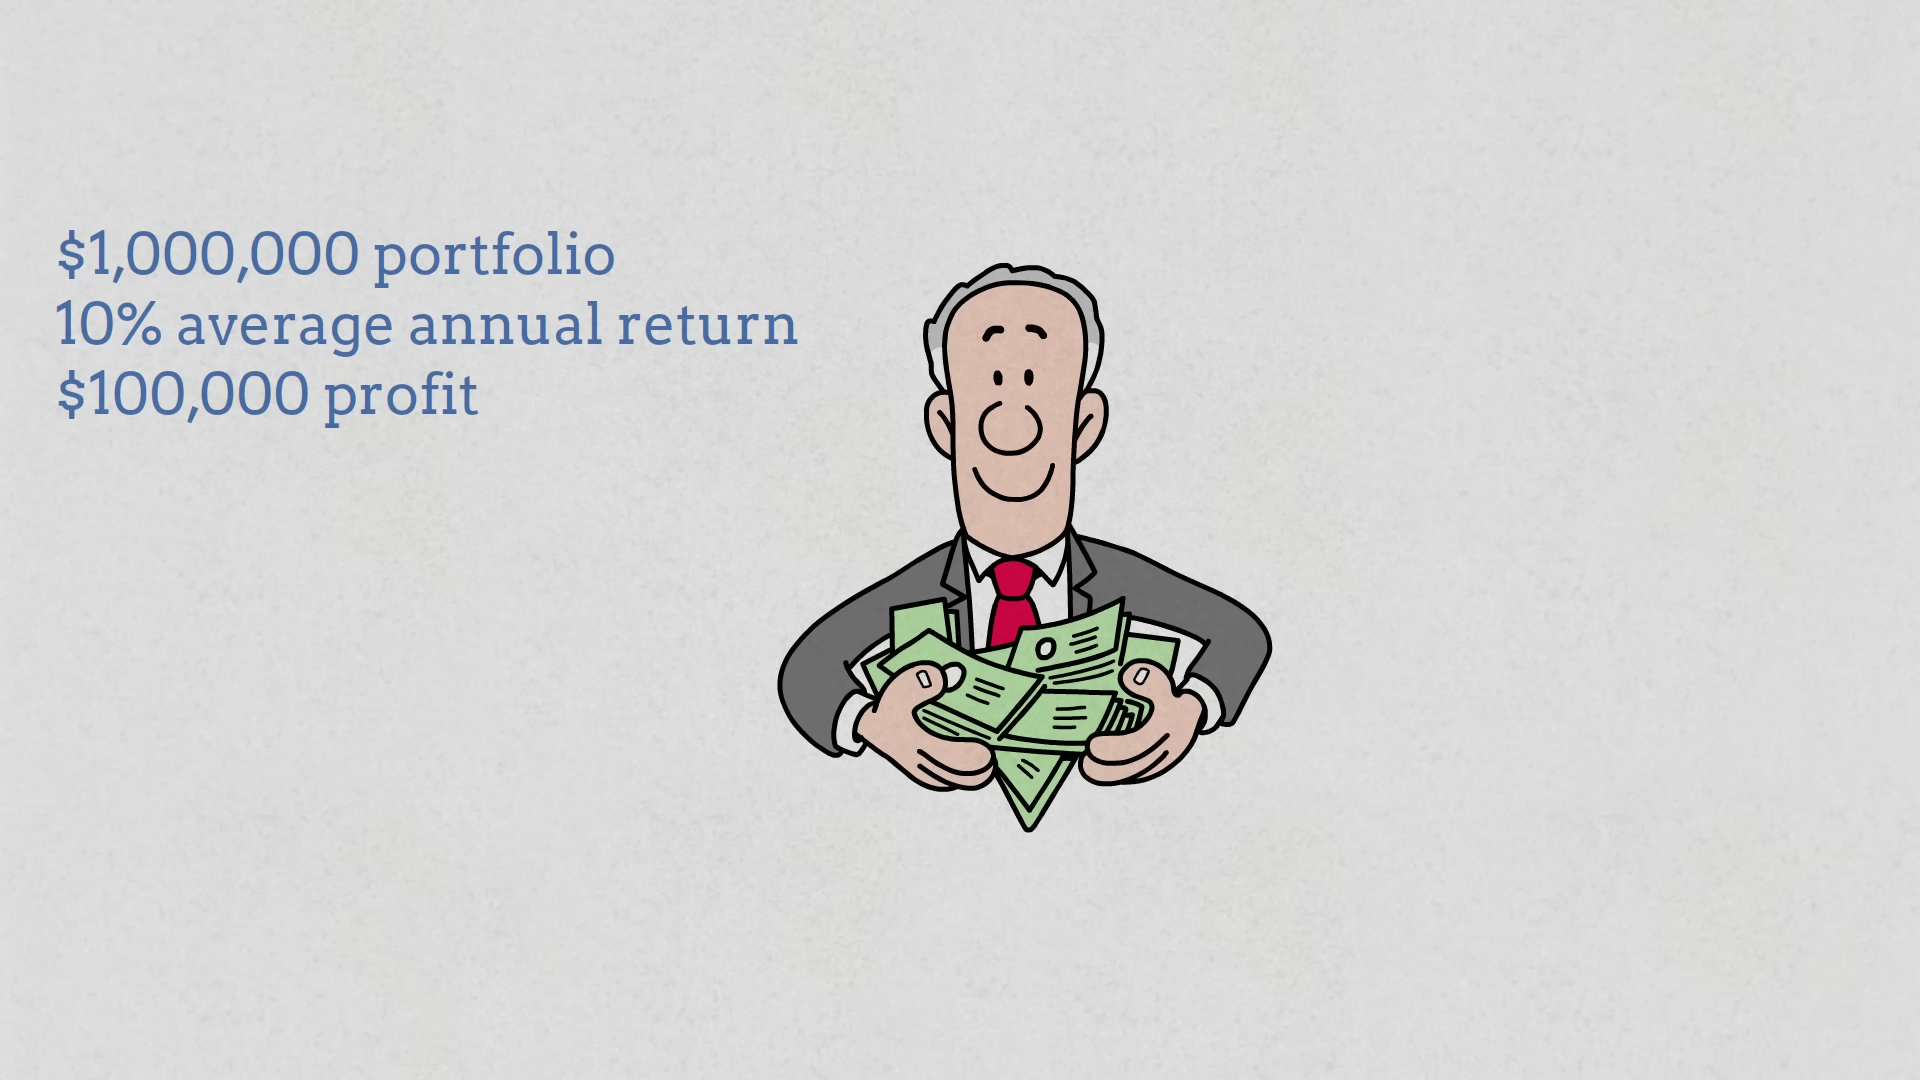 $1,000,000 portfolio
10% average annual return
$100,000 profit